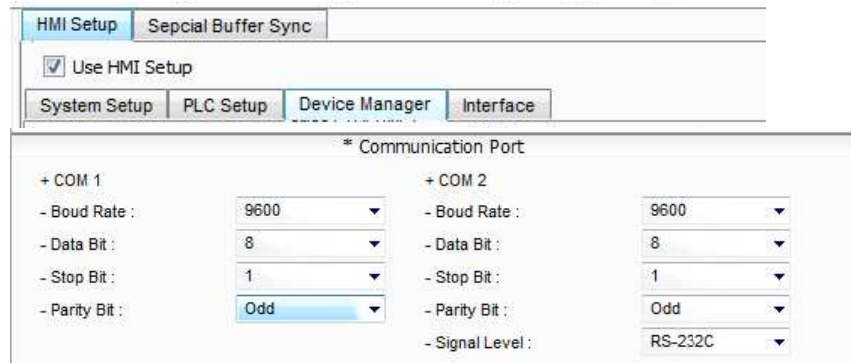 HMI Setup Sepcial Buffer Sync
Use HMI Setup
System Setup PLC Setup Device Manager Interface
* Communication Port
+ COM 1 + COM 2
- Boud Rate : 9600 - Boud Rate : 9600
- Data Bit : 8 - Data Bit : 8
- Stop Bit : 1 - Stop Bit : 1
- Parity Bit : Odd - Parity Bit : Odd
- Signal Level : RS-232C